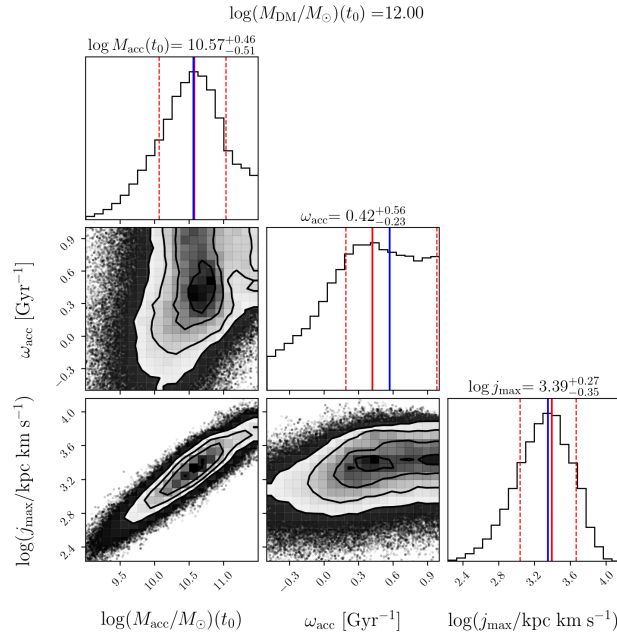 log(M_DM/M_⊙)(t_0) =12.00
log M_acc(t_0)= 10.57^{+0.46}_{−0.51}
ω_acc= 0.42^{+0.56}_{−0.23}
ω_acc [Gyr^{−1}]
0.9
0.6
0.3
0.0
−0.3
log j_max= 3.39^{+0.27}_{−0.35}
log(j_max/kpc km s^{−1})
4.0
3.6
3.2
2.8
2.4
9.5 10.0 10.5 11.0
−0.3 0.0 0.3 0.6 0.9
2.4 2.8 3.2 3.6 4.0
log(M_acc/M_⊙)(t_0)
ω_acc [Gyr^{−1}]
log(j_max/kpc km s^{−1})